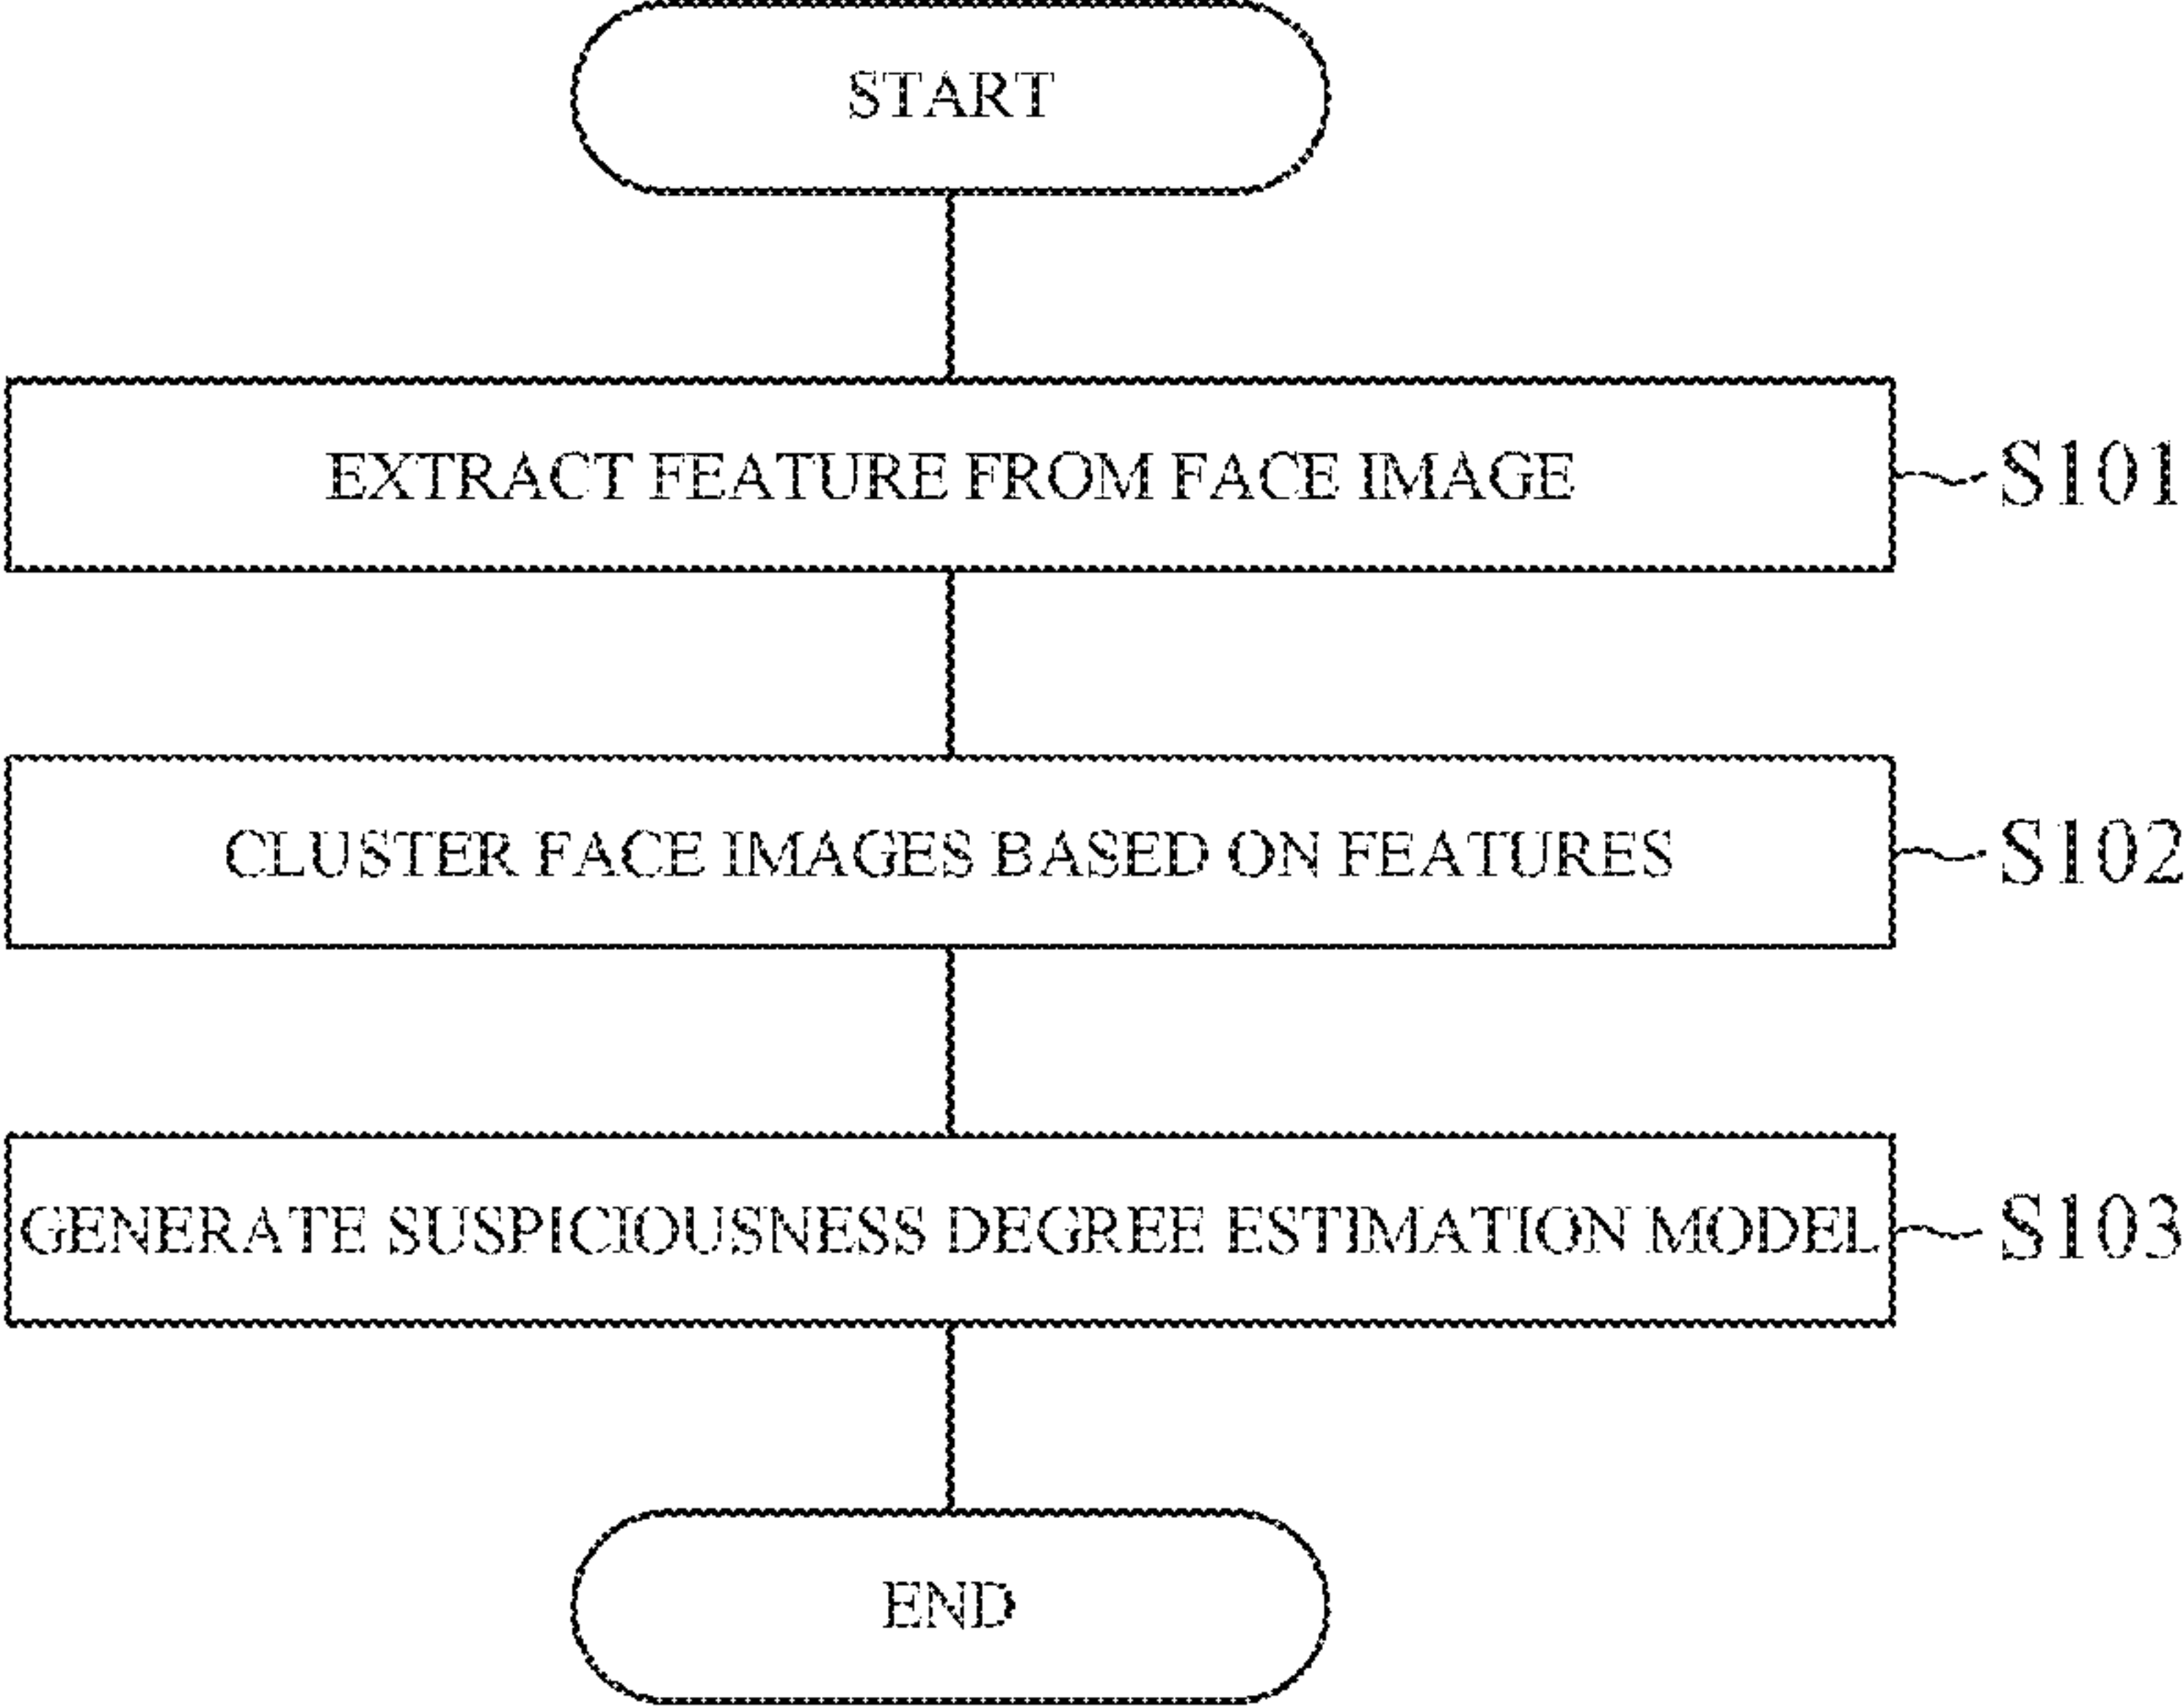 START
EXTRACT FEATURE FROM FACE IMAGE
S101
CLUSTER FACE IMAGES BASED ON FEATURES
S102
GENERATE SUSPICIOUSNESS DEGREE ESTIMATION MODEL
S103
END